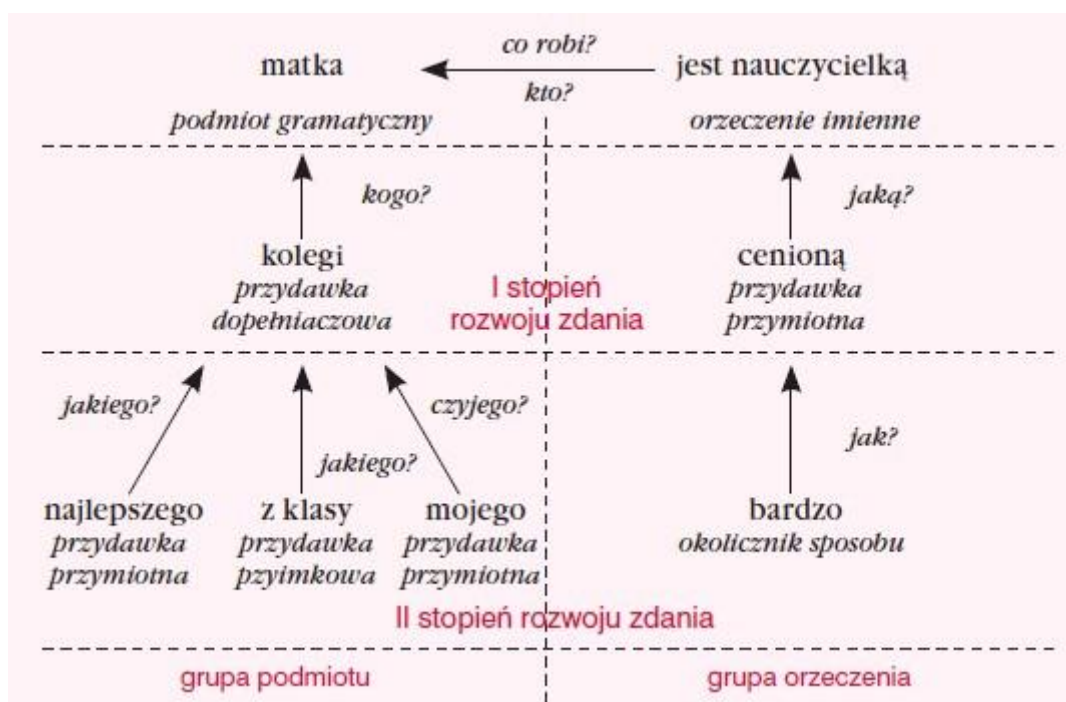 co robi?
matka jest nauczycielką
kto?
podmiot gramatyczny orzeczenie imienne
kogo? jaką?
kolegi cenioną
przydawka przydawka
dopełniaczowa przymiotna
I stopień
rozwoju zdania
jakiego? czyjego?
jakiego? jak?
najlepszego z klasy mojego bardzo
przydawka przydawka przydawka okolicznik sposobu
przymiotna pzyimkowa przymiotna
II stopień rozwoju zdania
grupa podmiotu grupa orzeczenia